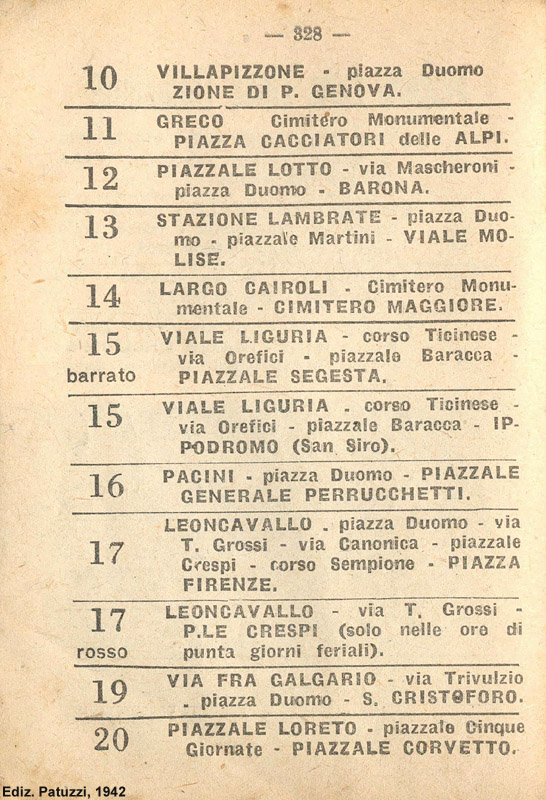 — 328 —
10 VILLAPIZZONE - piazza Duomo
ZIONE DI P. GENOVA.
11 GRECO Cimitero Monumentale -
PIAZZA CACCIATORI delle ALPI.
12 PIAZZALE LOTTO - via Mascheroni -
piazza Duomo - BARONA.
13 STAZIONE LAMBRATE - piazza Duo-
mo - piazzale Martini - VIALE MO-
LISE.
14 LARGO CAIROLI - Cimitero Monu-
mentale - CIMITERO MAGGIORE.
15 VIALE LIGURIA - corso Ticinese -
via Orefici - piazzale Baracca -
barrato PIAZZALE SEGESTA.
15 VIALE LIGURIA - corso Ticinese -
via Orefici - piazzale Baracca - IP-
PODROMO (San Siro).
16 PACINI - piazza Duomo - PIAZZALE
GENERALE PERRUCCHETTI.
17 LEONCAVALLO - piazza Duomo - via
T. Grossi - via Canonica - piazzale
Crespi - corso Sempione - PIAZZA
FIRENZE.
17 LEONCAVALLO - via T. Grossi -
P.LE CRESPI (solo nelle ore di
rosso punta giorni feriali).
19 VIA FRA GALGARIO - via Trivulzio
- piazza Duomo - S. CRISTOFORO.
20 PIAZZALE LORETO - piazzale Cinque
Giornate - PIAZZALE CORVETTO.
Ediz. Patuzzi, 1942